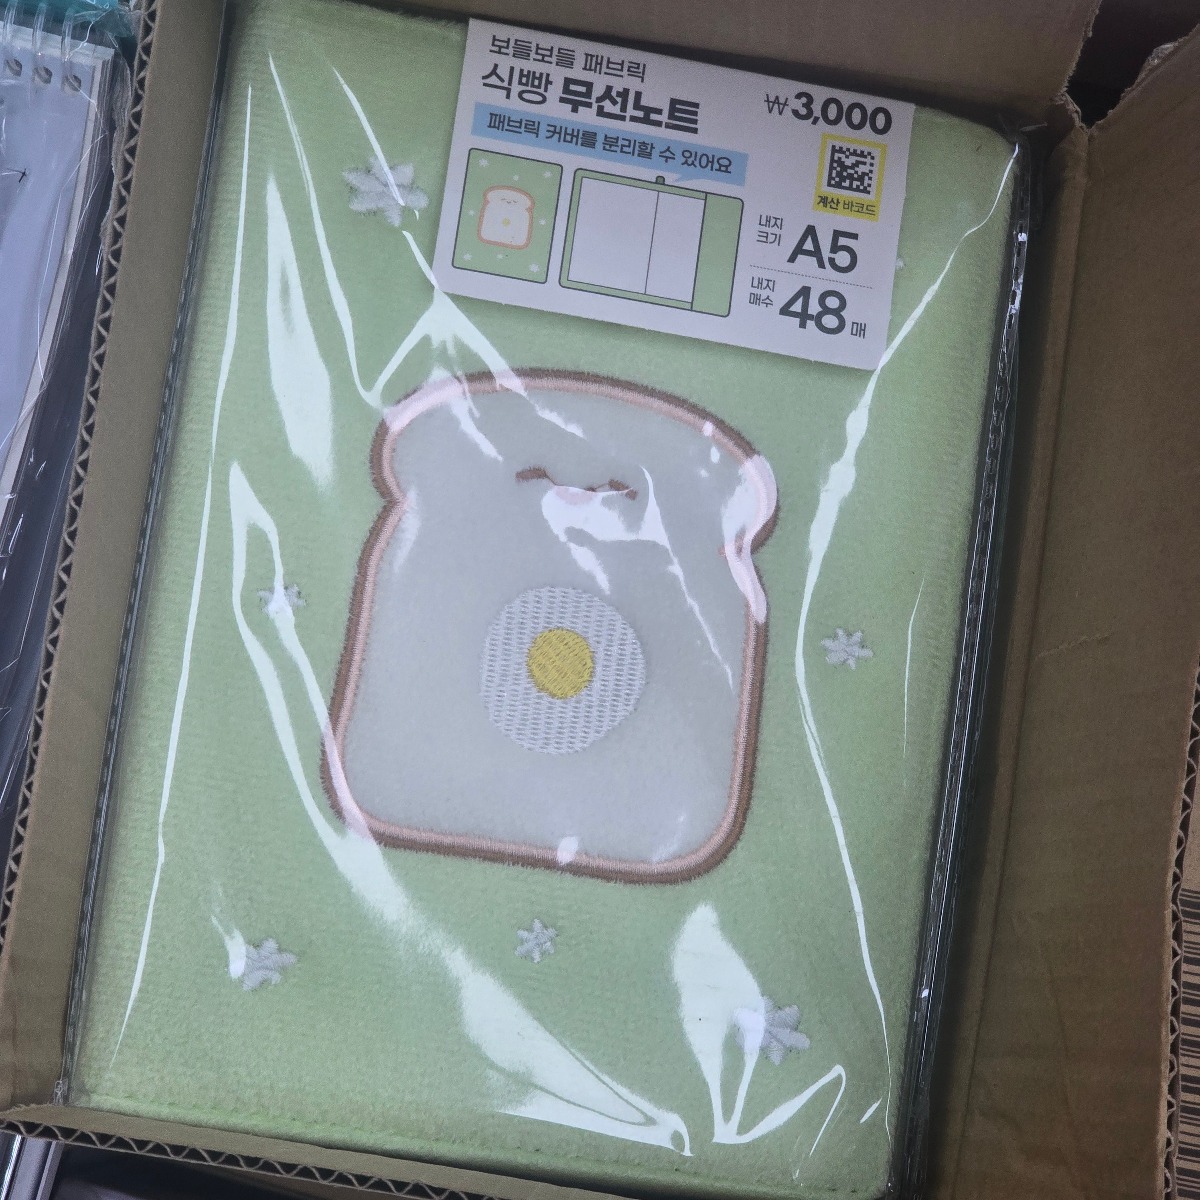 보들보들 패브릭
식빵 무선노트
₩3,000
패브릭 커버를 분리할 수 있어요
계산 바코드
내지
크기 A5
내지
매수 48 매